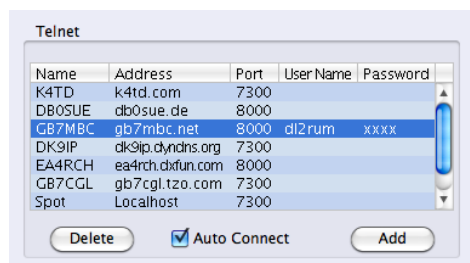 Telnet
Name Address Port User Name Password
K4TD k4td.com 7300
DB0SUE db0sue.de 8000
GB7MBC gb7mbc.net 8000 dl2rum xxxx
DK9IP dk9ip.dyndns.org 7300
EA4RCH ea4rch.dxfun.com 8000
GB7CGL gb7cgl.tzo.com 7300
Spot Localhost 7300
Delete Auto Connect Add